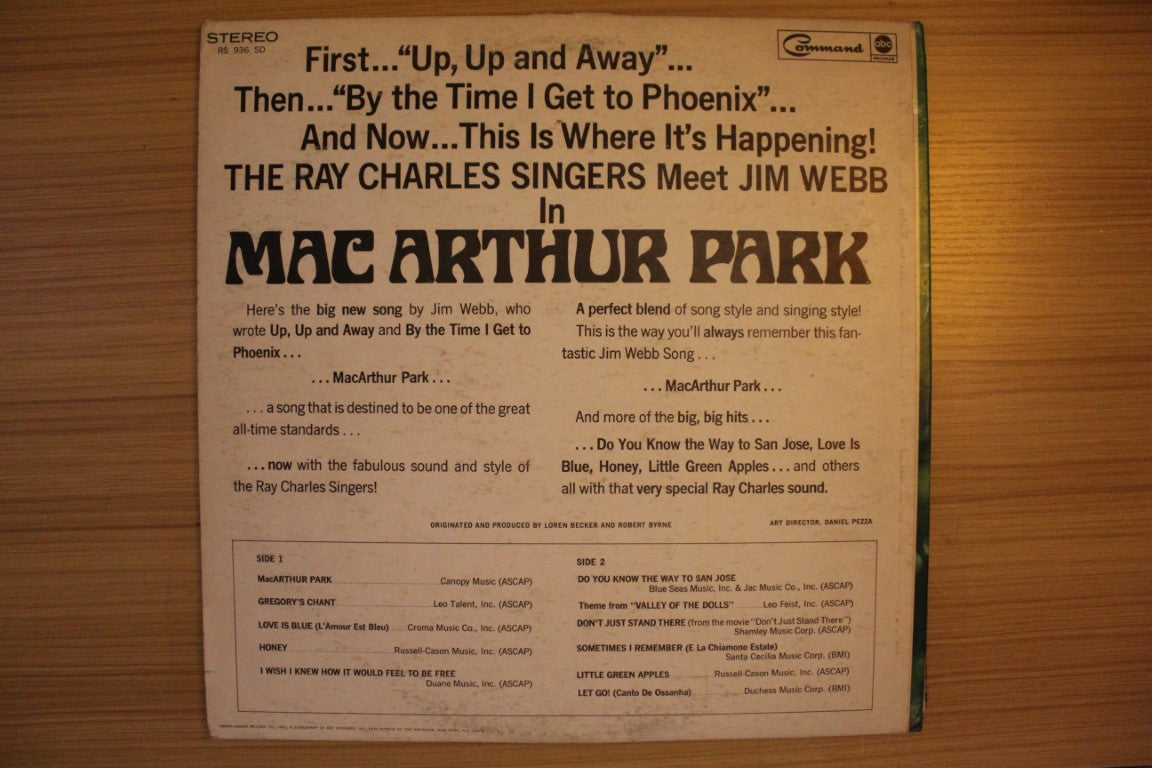 STEREO
RS 936 SD
Command abc RECORDS
First...“Up, Up and Away”...
Then...“By the Time I Get to Phoenix”...
And Now...This Is Where It's Happening!
THE RAY CHARLES SINGERS Meet JIM WEBB
In
MAC ARTHUR PARK
Here's the big new song by Jim Webb, who
wrote Up, Up and Away and By the Time I Get to
Phoenix...
...MacArthur Park...
...a song that is destined to be one of the great
all-time standards...
...now with the fabulous sound and style of
the Ray Charles Singers!
A perfect blend of song style and singing style!
This is the way you'll always remember this fan-
tastic Jim Webb Song...
...MacArthur Park...
And more of the big, big hits...
...Do You Know the Way to San Jose, Love Is
Blue, Honey, Little Green Apples...and others
all with that very special Ray Charles sound.
ORIGINATED AND PRODUCED BY LOREN BECKER AND ROBERT BYRNE
ART DIRECTOR, DANIEL PEZZA
SIDE 1
MacARTHUR PARK Canopy Music (ASCAP)
GREGORY'S CHANT Leo Talent, Inc. (ASCAP)
LOVE IS BLUE (L'Amour Est Bleu) Croma Music Co., Inc. (ASCAP)
HONEY Russell-Cason Music, Inc. (ASCAP)
I WISH I KNEW HOW IT WOULD FEEL TO BE FREE
Duane Music, Inc. (ASCAP)
SIDE 2
DO YOU KNOW THE WAY TO SAN JOSE
Blue Seas Music, Inc. & Jac Music Co., Inc. (ASCAP)
Theme from "VALLEY OF THE DOLLS" Leo Feist, Inc. (ASCAP)
DON'T JUST STAND THERE (from the movie "Don't Just Stand There")
Shamley Music Corp. (ASCAP)
SOMETIMES I REMEMBER (E La Chiamono Estate)
Santa Cecilia Music Corp. (BMI)
LITTLE GREEN APPLES Russell-Cason Music, Inc. (ASCAP)
LET GO! (Canto De Ossanha) Duchess Music Corp. (BMI)
GRAND AWARD RECORD CO., INC., A SUBSIDIARY OF ABC RECORDS, INC.